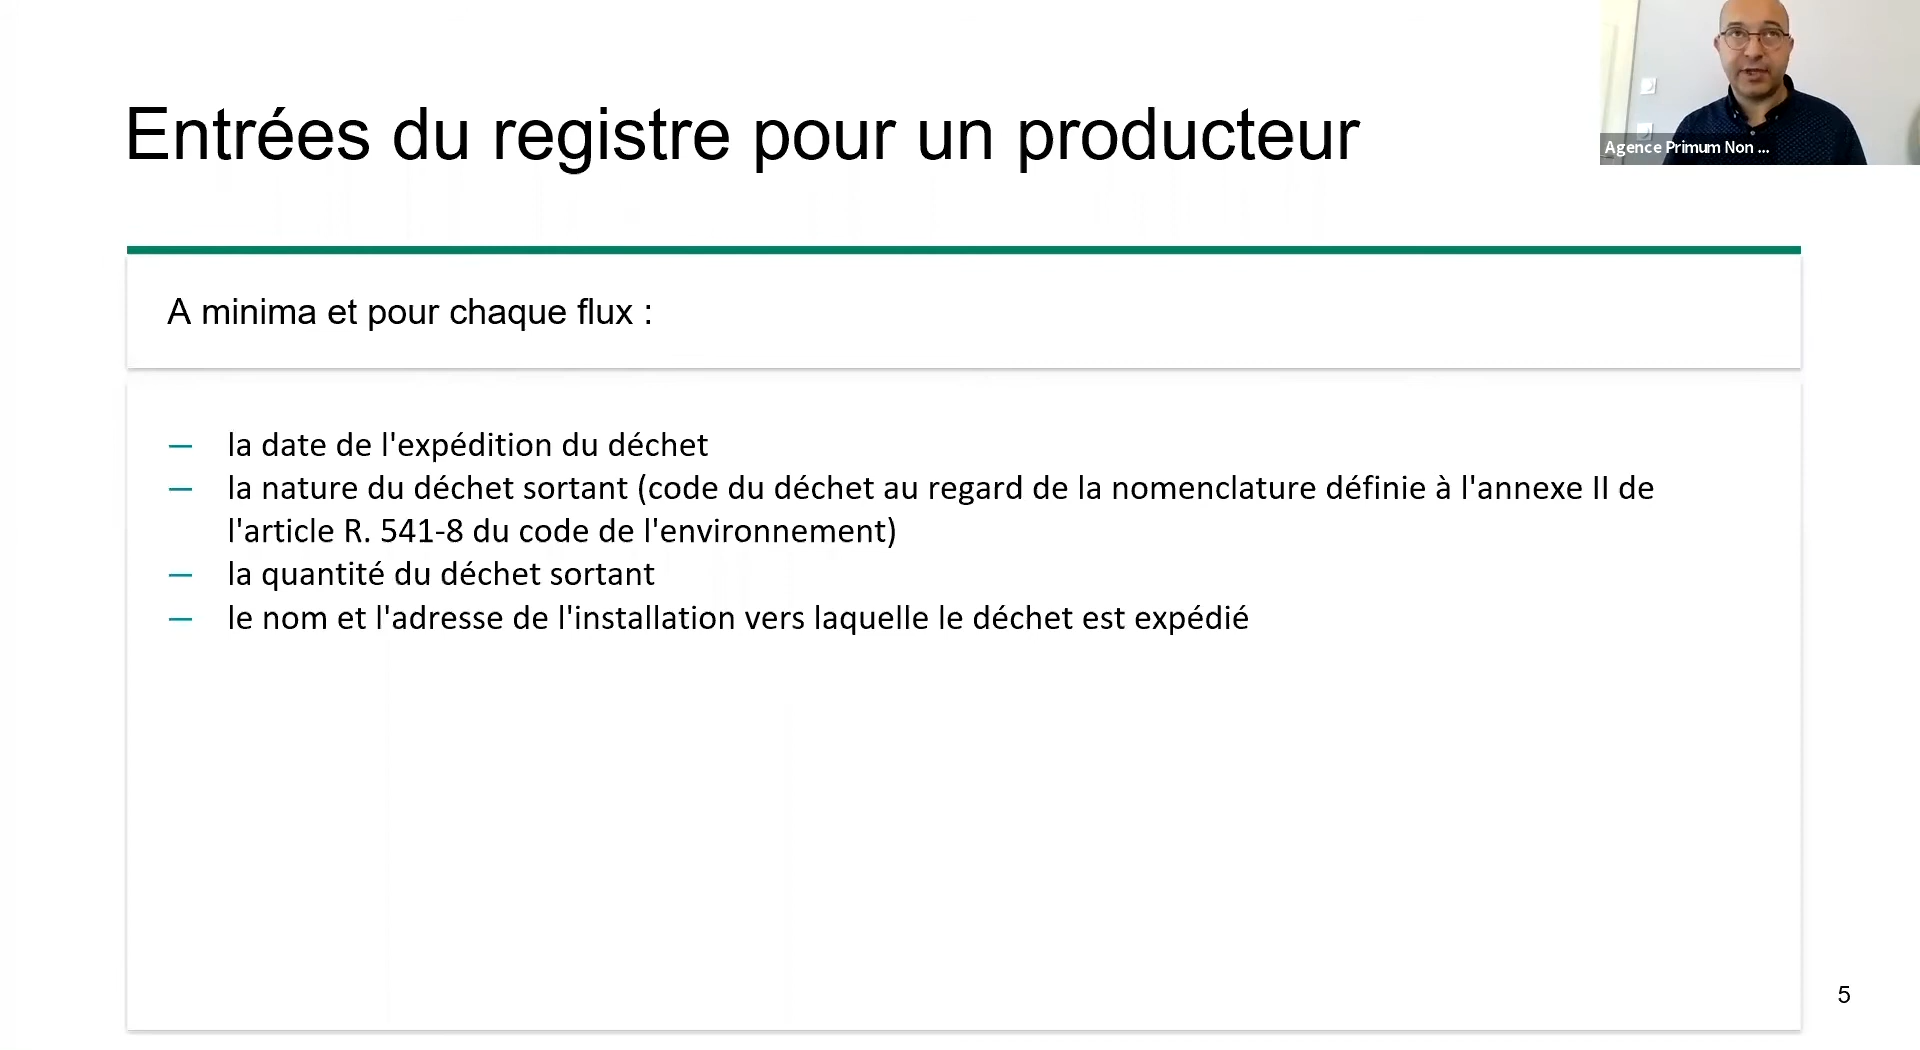 Entrées du registre pour un producteur
Agence Primum Non ...
A minima et pour chaque flux :
— la date de l'expédition du déchet
— la nature du déchet sortant (code du déchet au regard de la nomenclature définie à l'annexe II de
l'article R. 541-8 du code de l'environnement)
— la quantité du déchet sortant
— le nom et l'adresse de l'installation vers laquelle le déchet est expédié
5